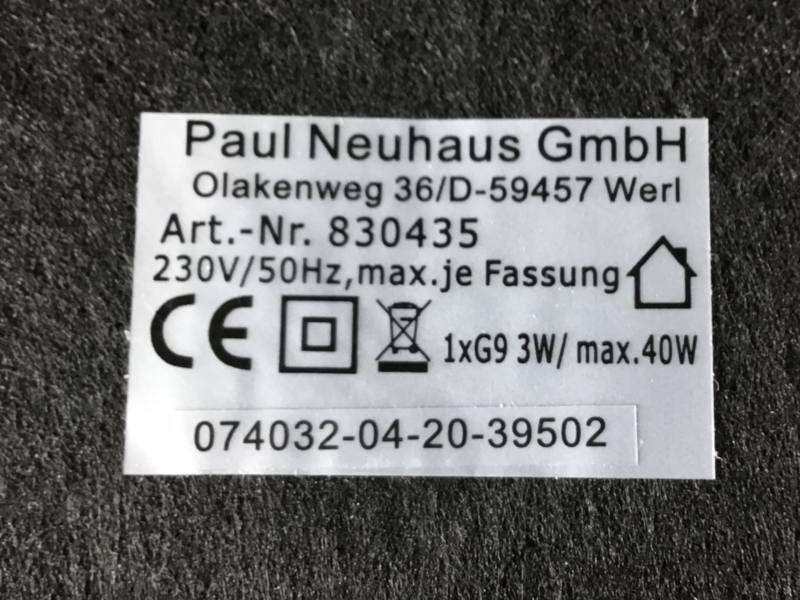 Paul Neuhaus GmbH
Olakenweg 36/D-59457 Werl
Art.-Nr. 830435
230V/50Hz,max.je Fassung
CE 1xG9 3W/ max.40W
074032-04-20-39502